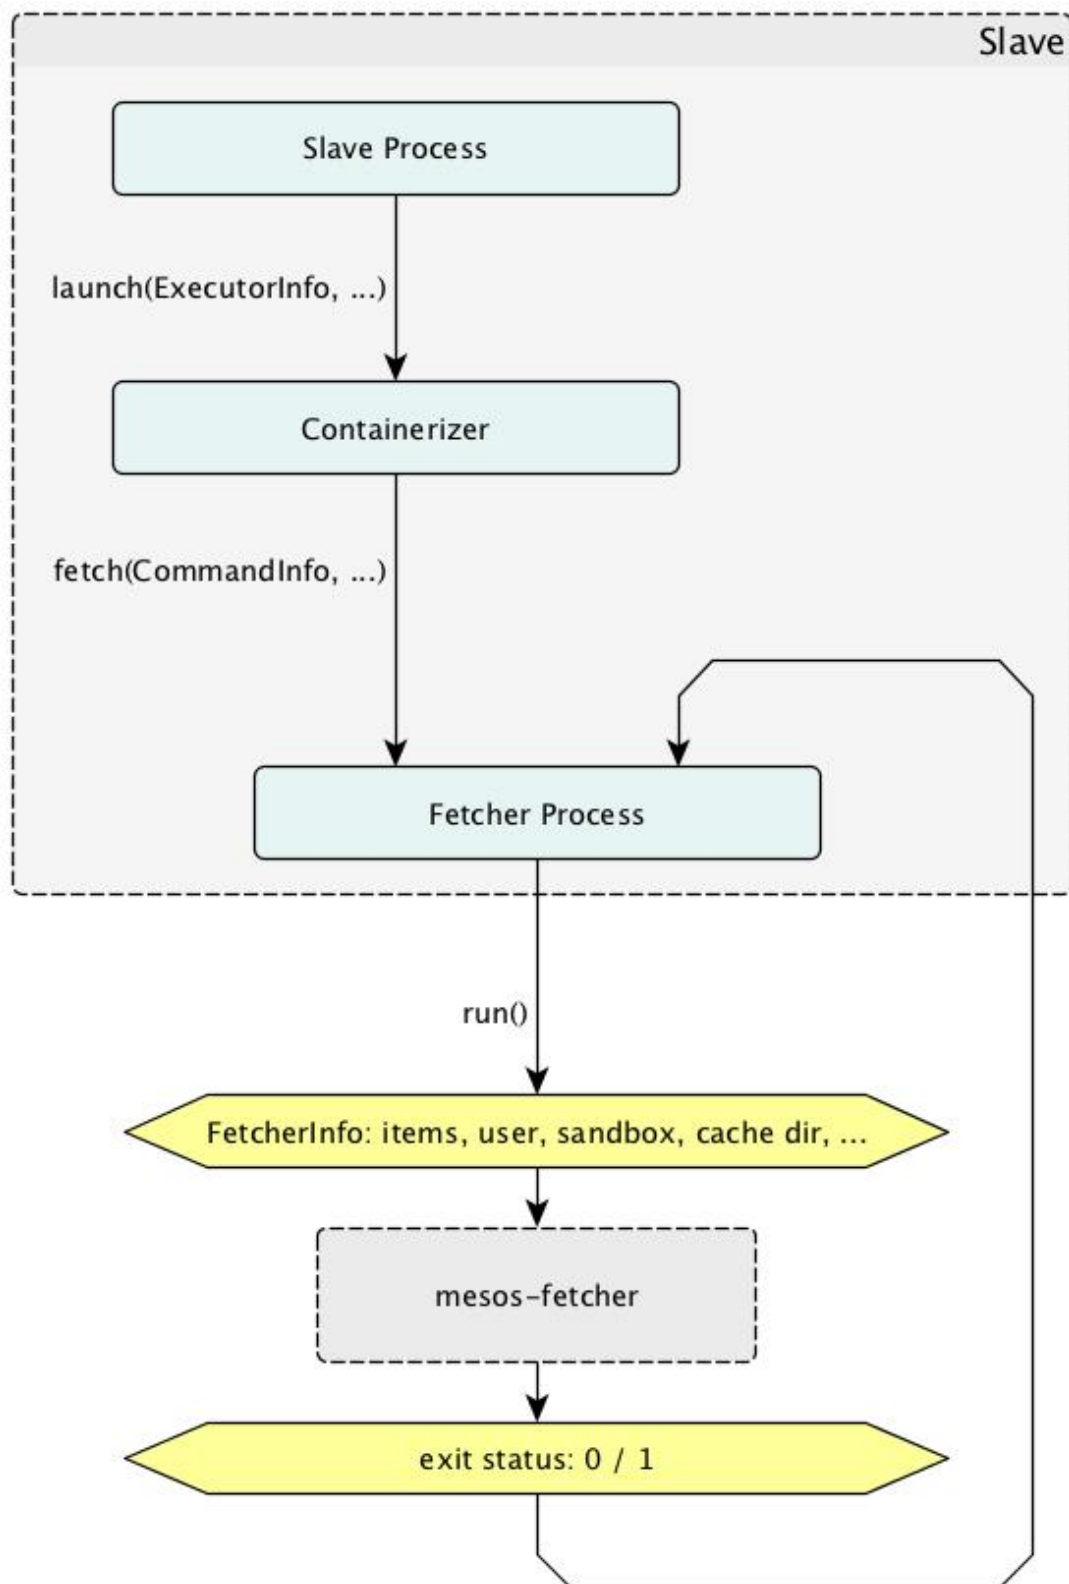 Slave
Slave Process
launch(ExecutorInfo, ...)
Containerizer
fetch(CommandInfo, ...)
Fetcher Process
run()
FetcherInfo: items, user, sandbox, cache dir, ...
mesos-fetcher
exit status: 0 / 1